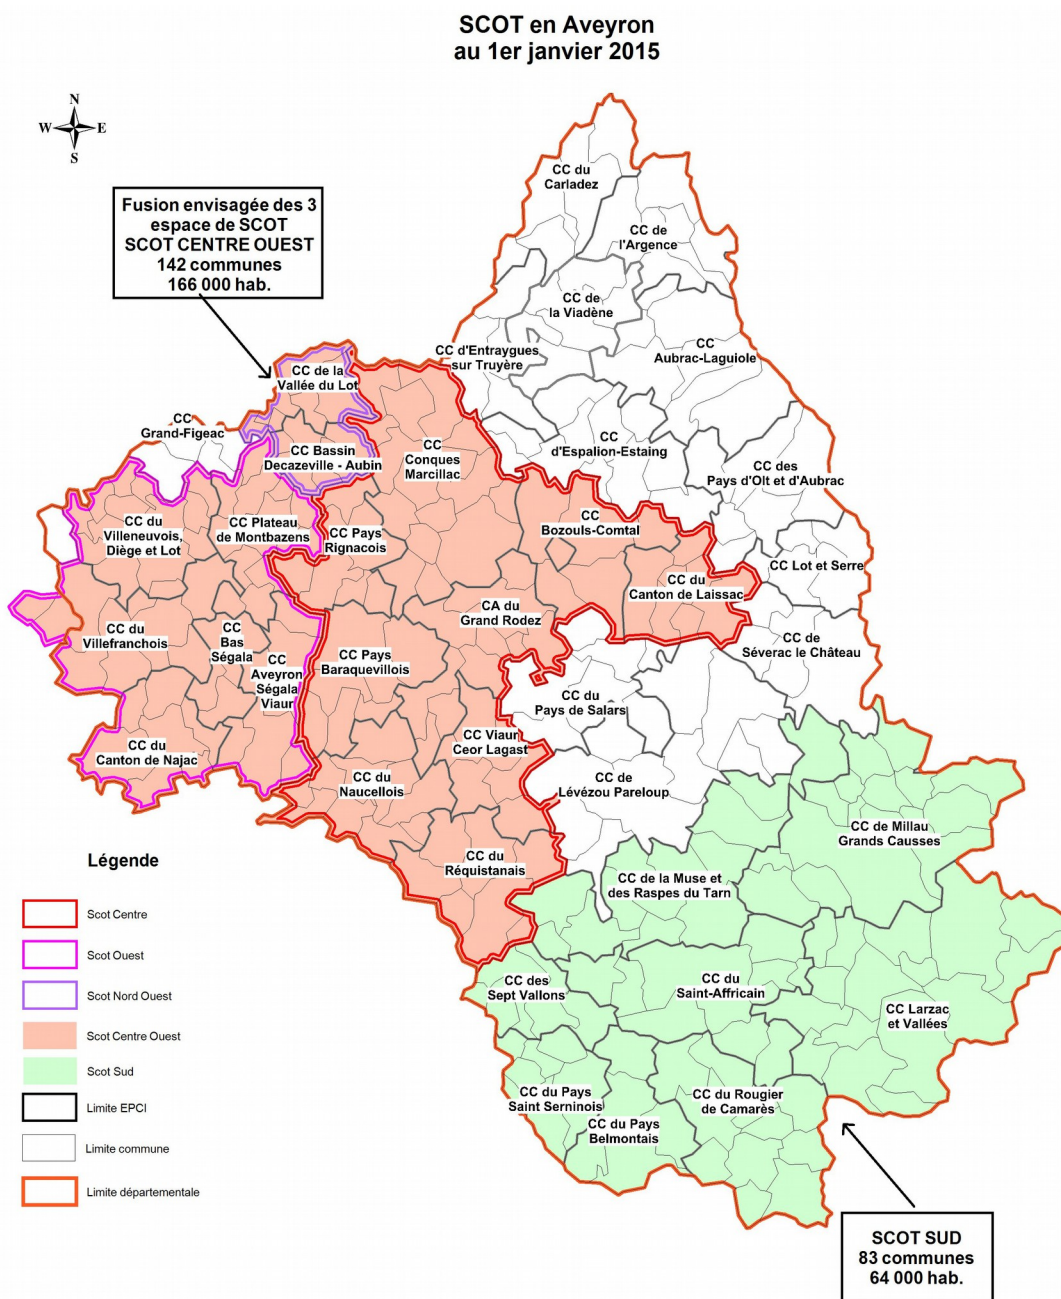 SCOT en Aveyron
au 1er janvier 2015
N
W
E
S
Fusion envisagée des 3
espace de SCOT
SCOT CENTRE OUEST
142 communes
166 000 hab.
CC du
Carladez
CC de
l'Argence
CC de
la Viadène
CC
Aubrac-Laguiole
CC d'Entraygues
sur Truyère
CC de la
Vallée du Lot
CC
Grand-Figeac
CC Bassin
Decazeville - Aubin
CC
Conques
Marcillac
CC
d'Espalion-Estaing
CC des
Pays d'Olt et d'Aubrac
CC du
Villeneuvois,
Diège et Lot
CC Plateau
de Montbazens
CC Pays
Rignacois
CC
Bozouls-Comtal
CC Lot et Serre
CC du
Canton de Laissac
CC du
Villefranchois
CC
Bas
Ségala
CC
Aveyron
Ségala
Viaur
CA du
Grand Rodez
CC de
Séverac le Château
CC Pays
Baraquevillois
CC du
Pays de Salars
CC du
Canton de Najac
CC Viaur
Ceor Lagast
CC du
Naucellois
CC de
Lévézou Pareloup
CC de Millau
Grands Causses
CC du
Réquistanais
CC de la Muse et
des Raspes du Tarn
CC des
Sept Vallons
CC du
Saint-Affricain
CC Larzac
et Vallées
CC du Pays
Saint Serninois
CC du Rougier
de Camarès
CC du Pays
Belmontais
Légende
Scot Centre
Scot Ouest
Scot Nord Ouest
Scot Centre Ouest
Scot Sud
Limite EPCI
Limite commune
Limite départementale
SCOT SUD
83 communes
64 000 hab.